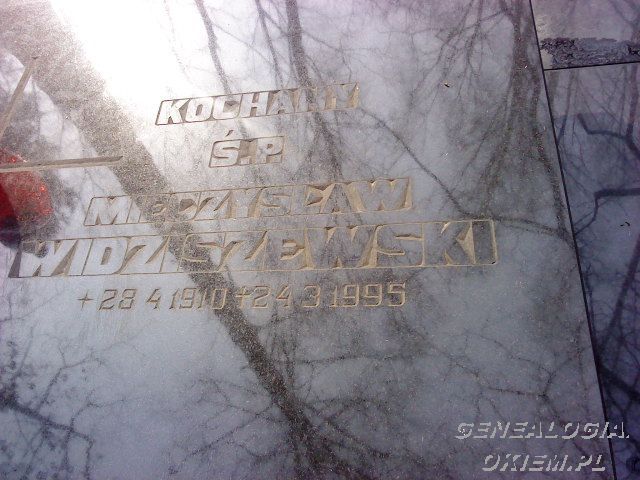 KOCHANY
Ś.P.
MIECZYSŁAW
WIDZISZEWSKI
+ 28 4 1910 + 24 3 1995
GENEALOGIA
OKIEM.PL